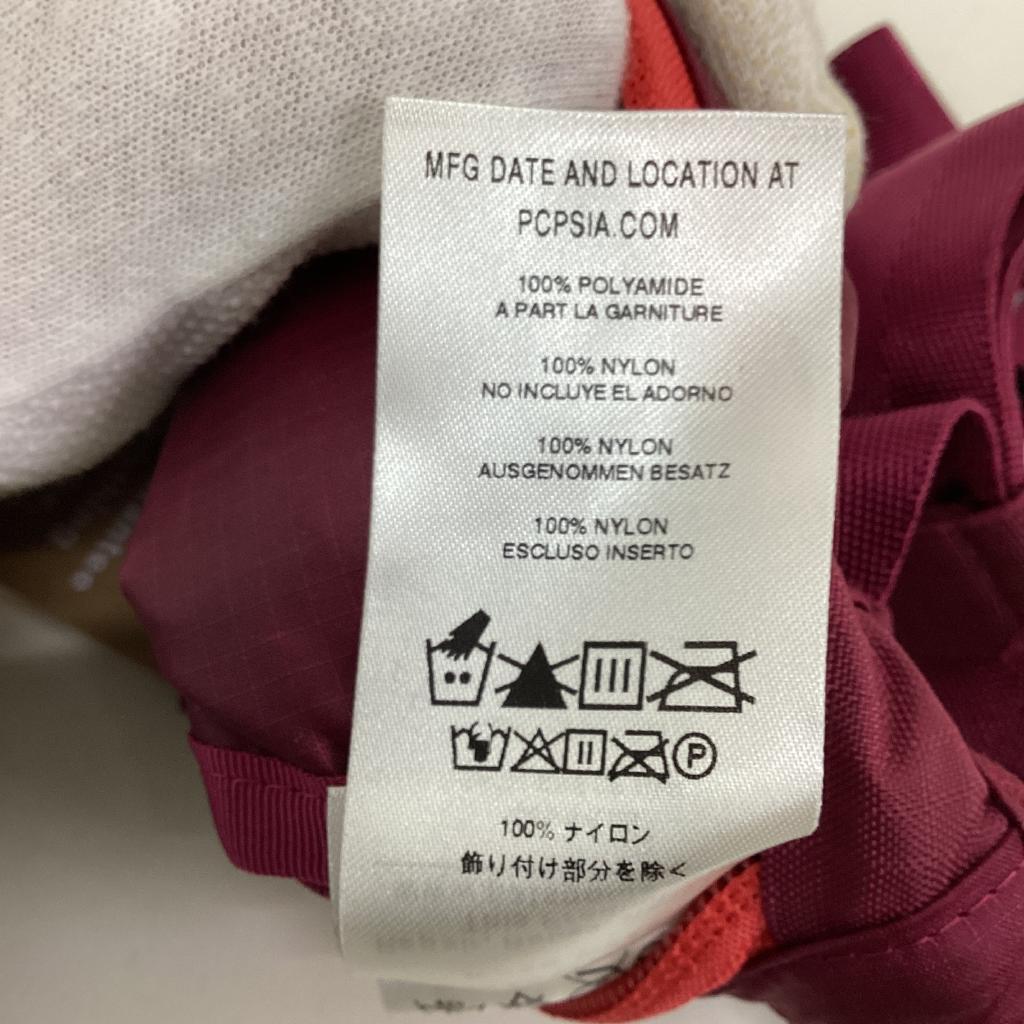 MFG DATE AND LOCATION AT
PCPSIA.COM
100% POLYAMIDE
A PART LA GARNITURE
100% NYLON
NO INCLUYE EL ADORNO
100% NYLON
AUSGENOMMEN BESATZ
100% NYLON
ESCLUSO INSERTO
P
100% ナイロン
飾り付け部分を除く